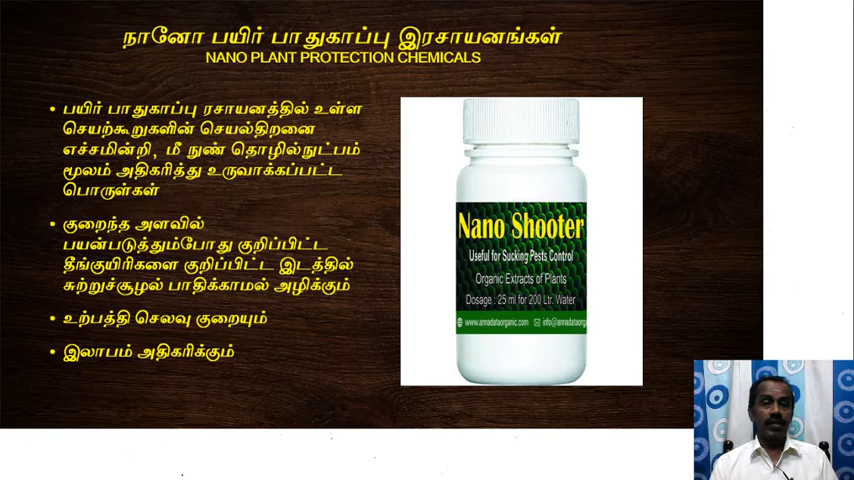 நானோ பயிர் பாதுகாப்பு இரசாயனங்கள்
NANO PLANT PROTECTION CHEMICALS
• பயிர் பாதுகாப்பு ரசாயனத்தில் உள்ள
செயற்கூறுகளின் செயல்திறனை
எச்சமின்றி, மீ நுண் தொழில்நுட்பம்
மூலம் அதிகரித்து உருவாக்கப்பட்ட
பொருள்கள்
• குறைந்த அளவில்
பயன்படுத்தும்போது குறிப்பிட்ட
தீங்குயிரிகளை குறிப்பிட்ட இடத்தில்
சுற்றுச்சூழல் பாதிக்காமல் அழிக்கும்
• உற்பத்தி செலவு குறையும்
• இலாபம் அதிகரிக்கும்
Nano Shooter
Useful for Sucking Pests Control
Organic Extracts of Plants
Dosage : 25 ml for 200 Ltr. Water
www.annadataorganic.com info@annadataorga